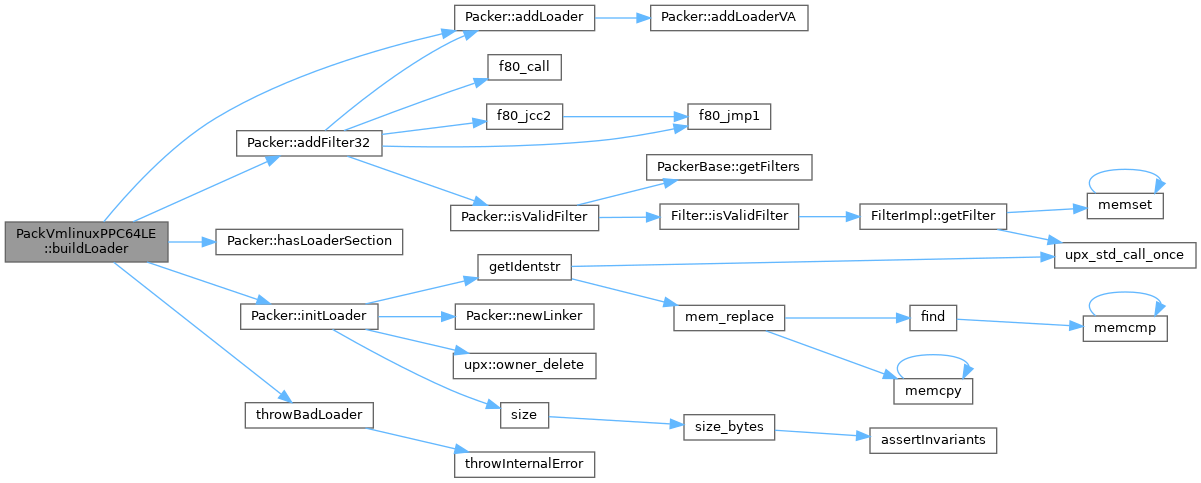 PackVmlinuxPPC64LE
::buildLoader
Packer::addLoader
Packer::addLoaderVA
f80_call
f80_jcc2
f80_jmp1
Packer::addFilter32
PackerBase::getFilters
Packer::isValidFilter
Filter::isValidFilter
FilterImpl::getFilter
memset
upx_std_call_once
Packer::hasLoaderSection
getIdentstr
Packer::initLoader
Packer::newLinker
mem_replace
find
memcmp
upx::owner_delete
memcpy
throwBadLoader
size
size_bytes
assertInvariants
throwInternalError